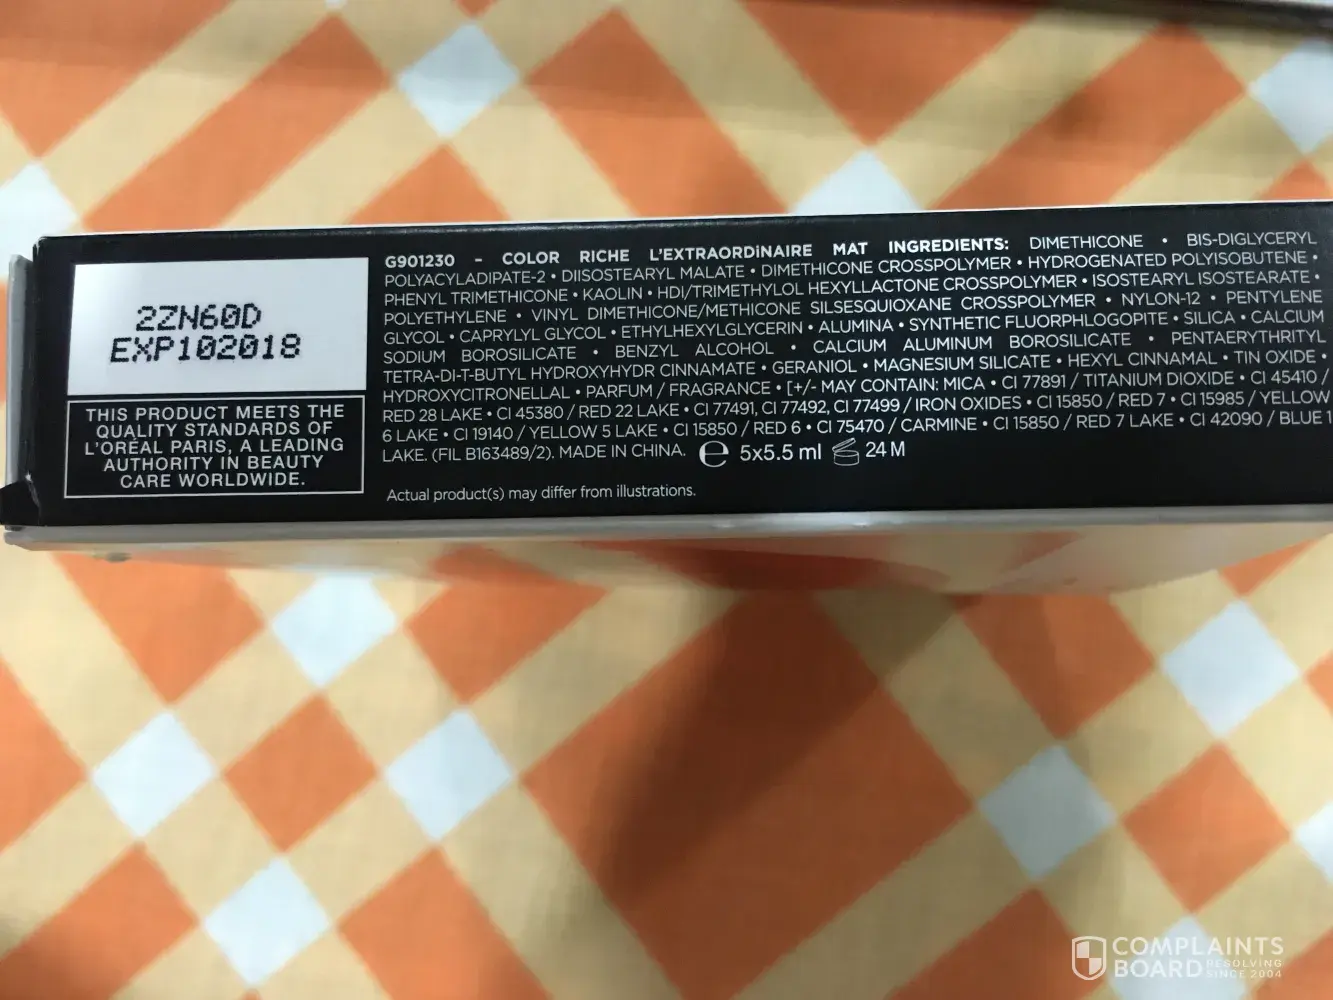 2ZN60D
EXP102018
THIS PRODUCT MEETS THE
QUALITY STANDARDS OF
L'ORÉAL PARIS, A LEADING
AUTHORITY IN BEAUTY
CARE WORLDWIDE.
G901230 - COLOR RICHE L'EXTRAORDiNAIRE MAT INGREDIENTS: DIMETHICONE • BIS-DIGLYCERYL
POLYACYLADIPATE-2 • DIISOSTEARYL MALATE • DIMETHICONE CROSSPOLYMER • HYDROGENATED POLYISOBUTENE •
PHENYL TRIMETHICONE • KAOLIN • HDI/TRIMETHYLOL HEXYLLACTONE CROSSPOLYMER • ISOSTEARYL ISOSTEARATE •
POLYETHYLENE • VINYL DIMETHICONE/METHICONE SILSESQUIOXANE CROSSPOLYMER • NYLON-12 • PENTYLENE
GLYCOL • CAPRYLYL GLYCOL • ETHYLHEXYLGLYCERIN • ALUMINA • SYNTHETIC FLUORPHLOGOPITE • SILICA • CALCIUM
SODIUM BOROSILICATE • BENZYL ALCOHOL • CALCIUM ALUMINUM BOROSILICATE • PENTAERYTHRITYL
TETRA-DI-T-BUTYL HYDROXYHYDR CINNAMATE • GERANIOL • MAGNESIUM SILICATE • HEXYL CINNAMAL • TIN OXIDE •
HYDROXYCITRONELLAL • PARFUM / FRAGRANCE • [+/- MAY CONTAIN: MICA • CI 77891 / TITANIUM DIOXIDE • CI 45410 /
RED 28 LAKE • CI 45380 / RED 22 LAKE • CI 77491, CI 77492, CI 77499 / IRON OXIDES • CI 15850 / RED 7 • CI 15985 / YELLOW
6 LAKE • CI 19140 / YELLOW 5 LAKE • CI 15850 / RED 6 • CI 75470 / CARMINE • CI 15850 / RED 7 LAKE • CI 42090 / BLUE 1
LAKE. (FIL B163489/2). MADE IN CHINA. ℮ 5x5.5 ml 24 M
Actual product(s) may differ from illustrations.
COMPLAINTS
BOARD RESOLVING
SINCE 2004